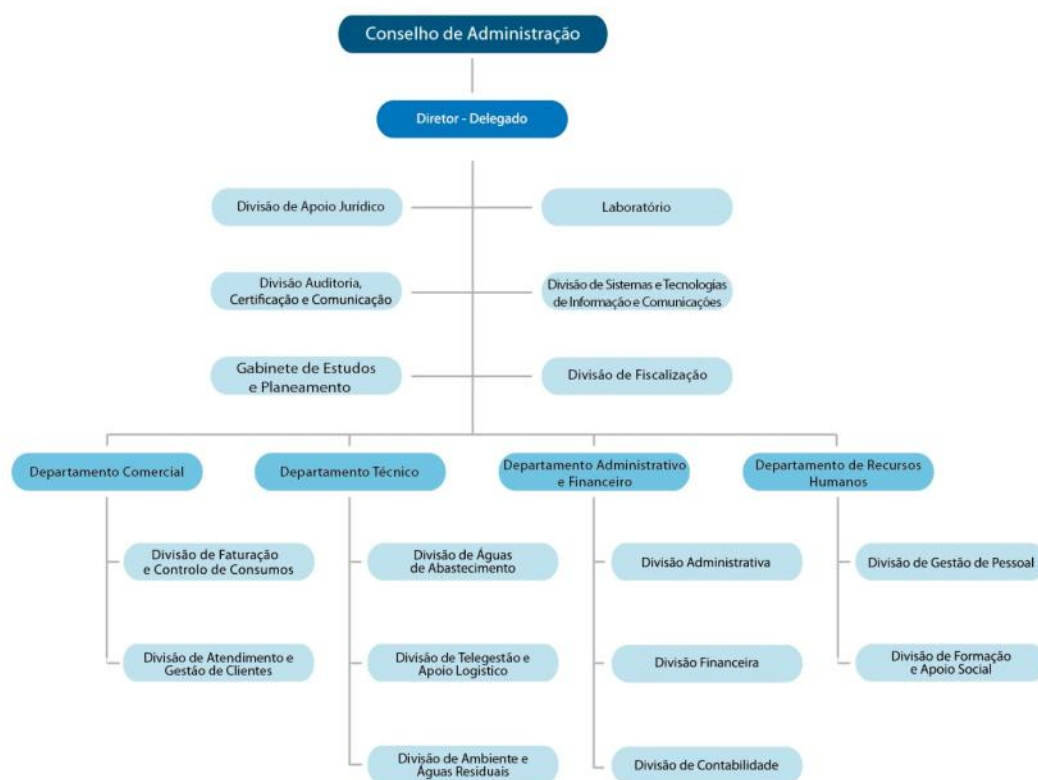 Conselho de Administração
Diretor - Delegado
Divisão de Apoio Jurídico
Laboratório
Divisão Auditoria,
Certificação e Comunicação
Divisão de Sistemas e Tecnologias
de Informação e Comunicações
Gabinete de Estudos
e Planeamento
Divisão de Fiscalização
Departamento Comercial
Departamento Técnico
Departamento Administrativo
e Financeiro
Departamento de Recursos
Humanos
Divisão de Faturação
e Controlo de Consumos
Divisão de Águas
de Abastecimento
Divisão Administrativa
Divisão de Gestão de Pessoal
Divisão de Atendimento e
Gestão de Clientes
Divisão de Telegestão e
Apoio Logistico
Divisão Financeira
Divisão de Formação
e Apoio Social
Divisão de Ambiente e
Águas Residuais
Divisão de Contabilidade